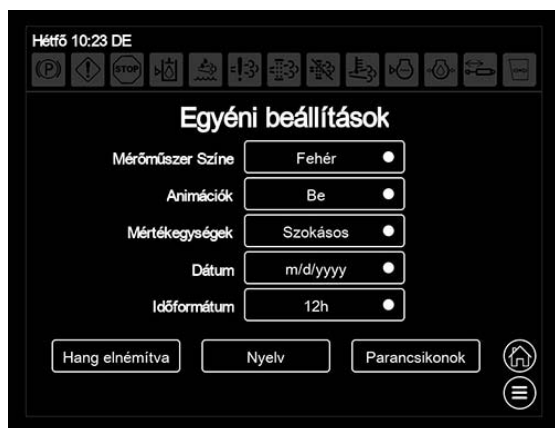 Hétfő 10:23 DE
(P) STOP
Egyéni beállítások
Mérőműszer Színe Fehér
Animációk Be
Mértékegységek Szokásos
Dátum m/d/yyyy
Időformátum 12h
Hang elnémítva Nyelv Parancsikonok